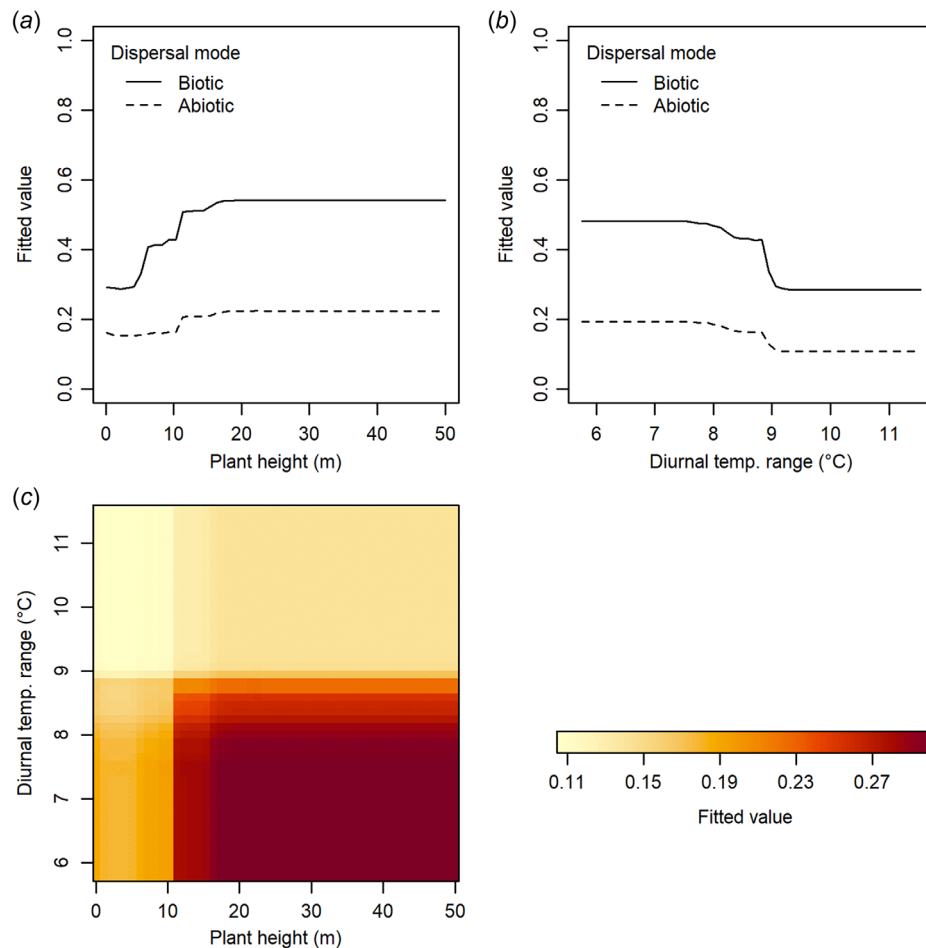 (a)
Dispersal mode
Biotic
Abiotic
Fitted value
0.0 0.2 0.4 0.6 0.8 1.0
0 10 20 30 40 50
Plant height (m)
(b)
Dispersal mode
Biotic
Abiotic
Fitted value
0.0 0.2 0.4 0.6 0.8 1.0
6 7 8 9 10 11
Diurnal temp. range (°C)
(c)
Diurnal temp. range (°C)
6 7 8 9 10 11
0 10 20 30 40 50
Plant height (m)
0.11 0.15 0.19 0.23 0.27
Fitted value